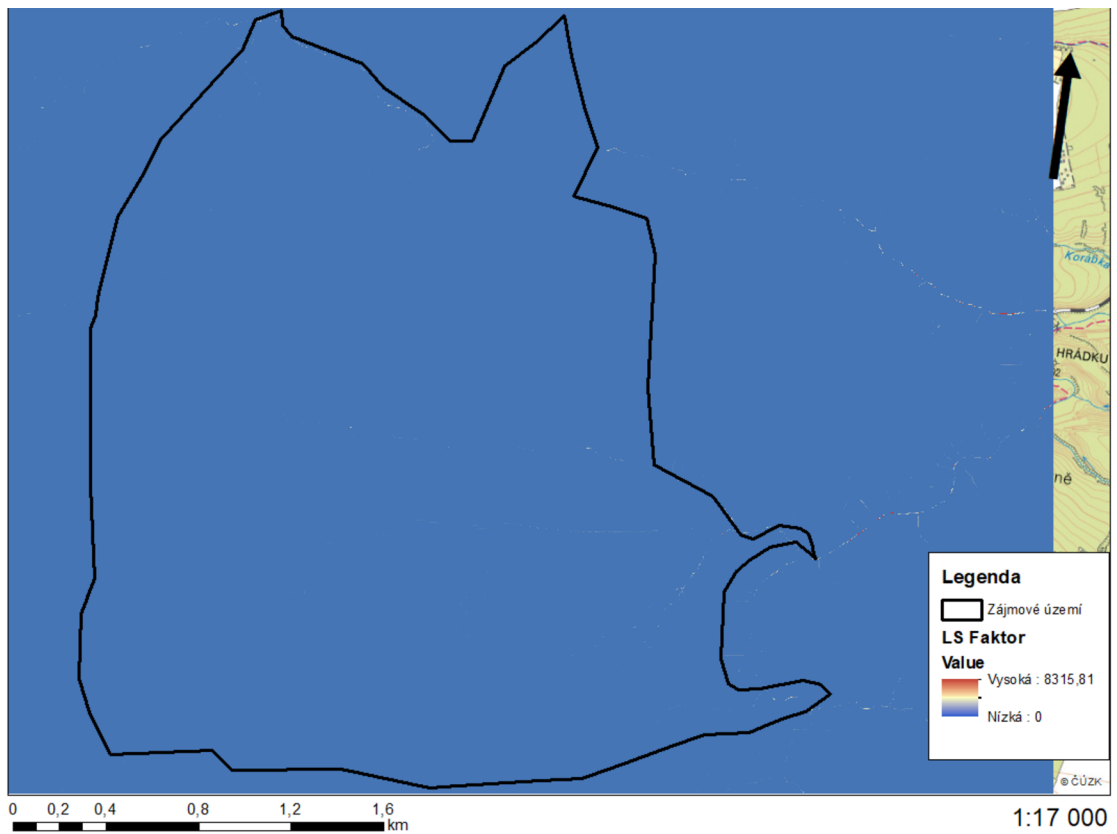 Korábka
HRÁDKU
ně
Legenda
Zájmové území
LS Faktor
Value
Vysoká : 8315,81
Nízká : 0
© ČÚZK
0 0,2 0,4 0,8 1,2 1,6
km
1:17 000